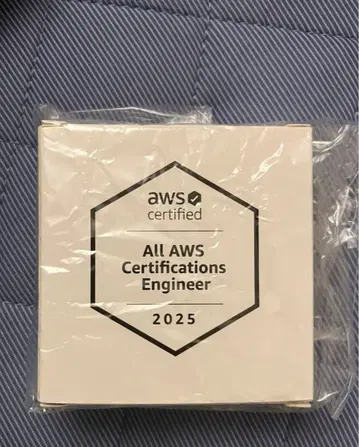 aws
certified
All AWS
Certifications
Engineer
2025